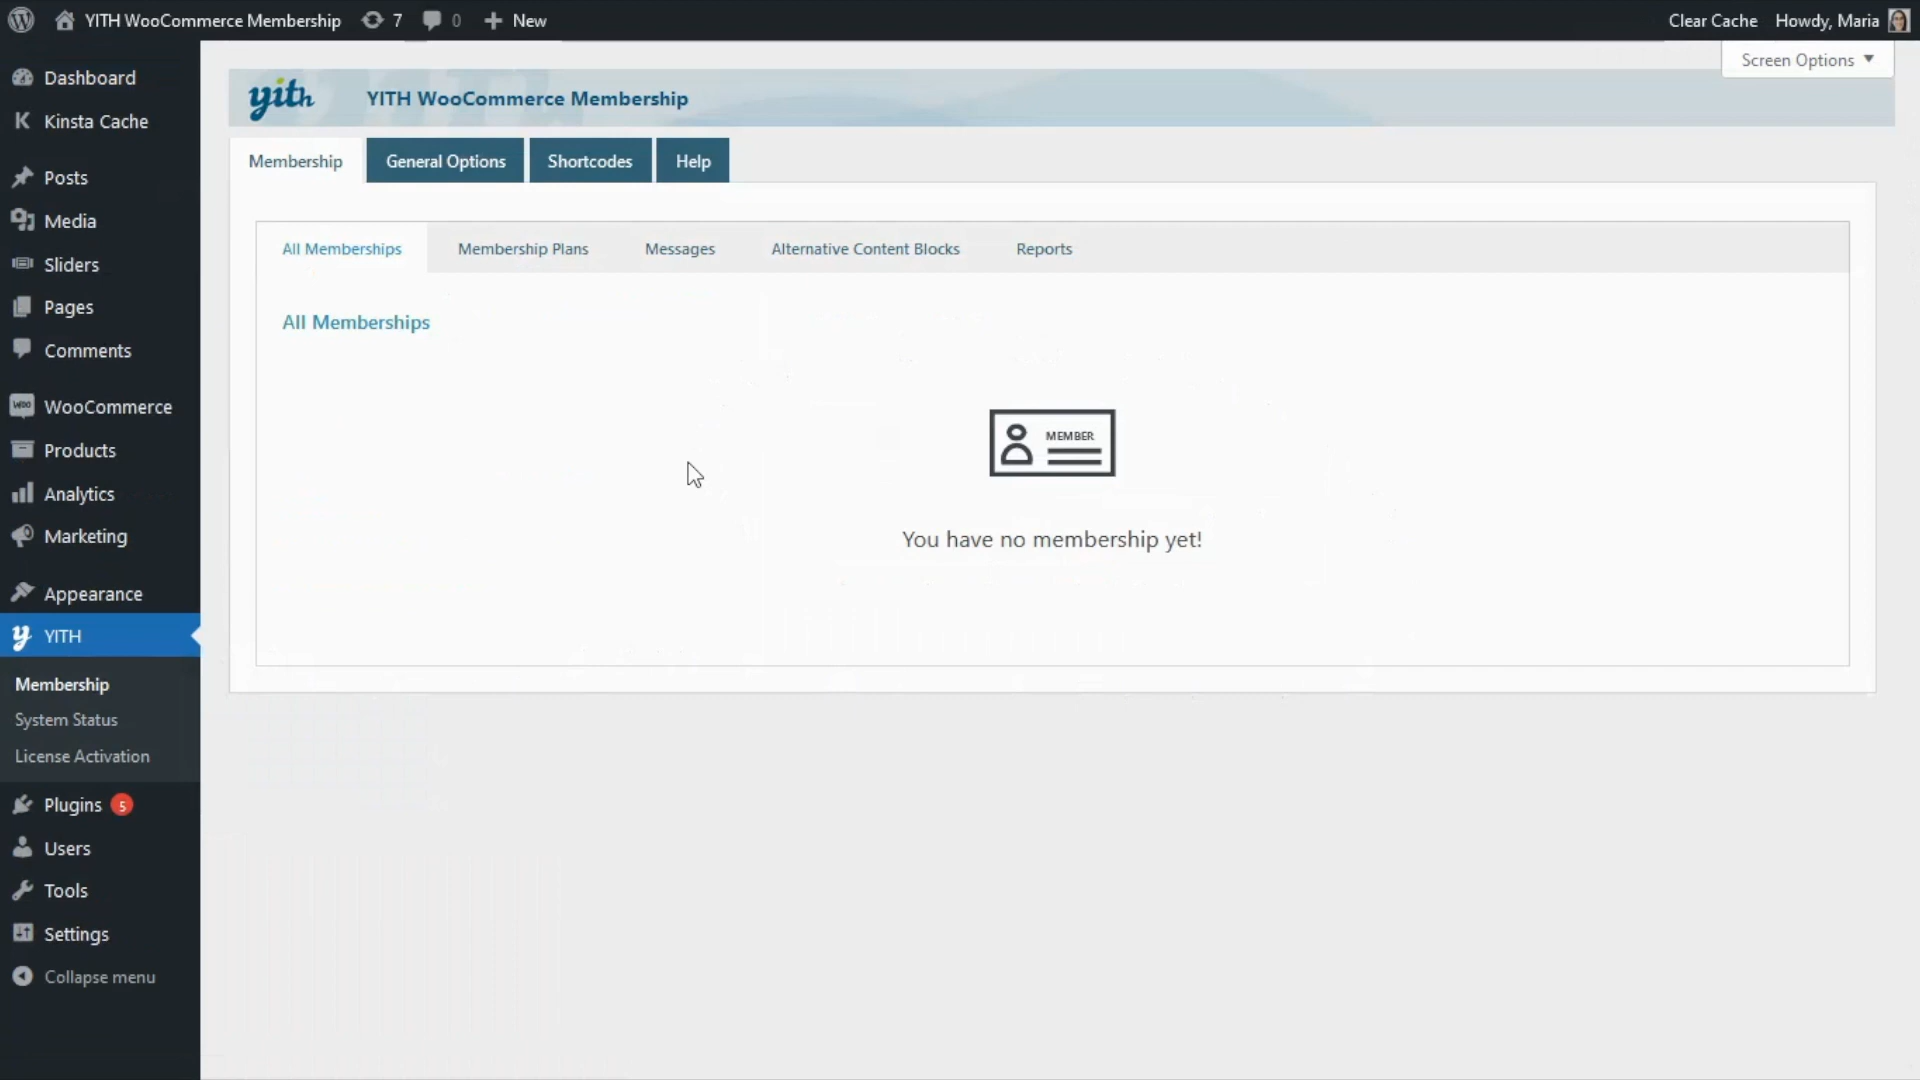 YITH WooCommerce Membership 7 0 New Clear Cache Howdy, Maria
Screen Options
yith YITH WooCommerce Membership
Membership General Options Shortcodes Help
All Memberships Membership Plans Messages Alternative Content Blocks Reports
All Memberships
MEMBER
You have no membership yet!
Dashboard
Kinsta Cache
Posts
Media
Sliders
Pages
Comments
WooCommerce
Products
Analytics
Marketing
Appearance
YITH
Membership
System Status
License Activation
Plugins 5
Users
Tools
Settings
Collapse menu